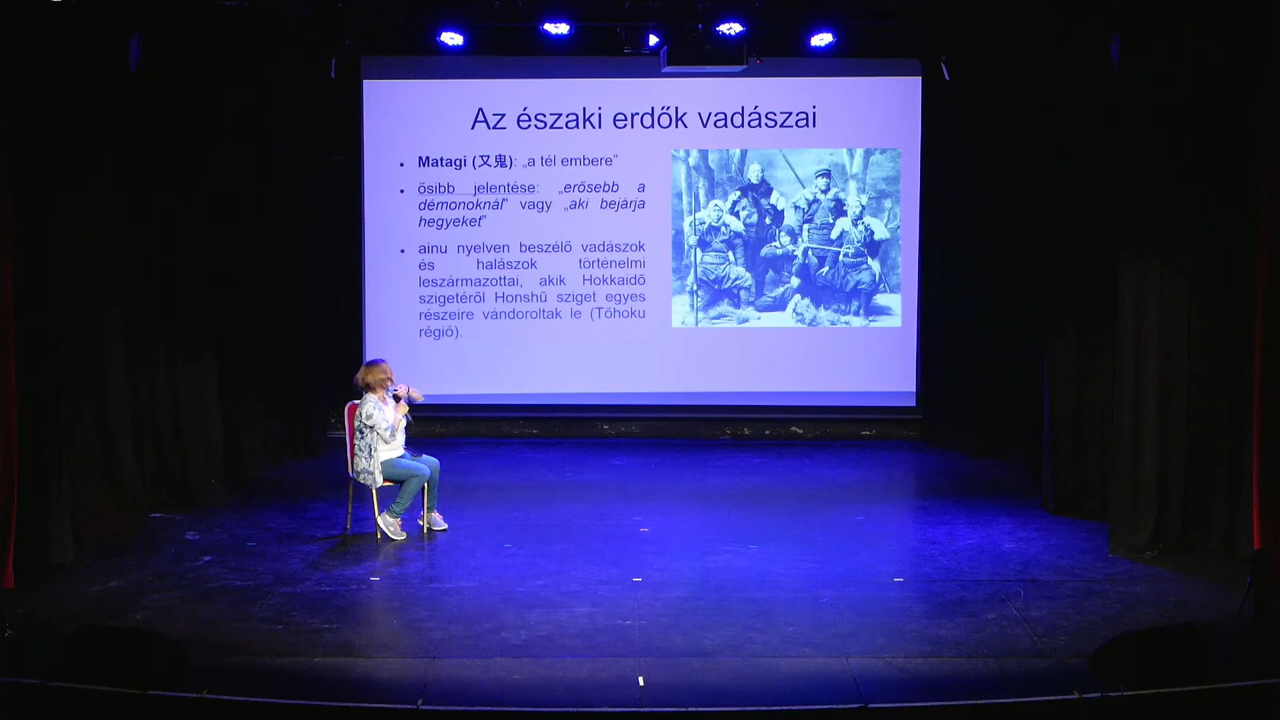 Az északi erdők vadászai
• Matagi (又鬼): „a tél embere”
• ősibb jelentése: „erősebb a
démonoknál” vagy „aki bejárja
hegyeket”
• ainu nyelven beszélő vadászok
és halászok történelmi
leszármazottai, akik Hokkaidō
szigetéről Honshū sziget egyes
részeire vándoroltak le (Tōhoku
régió).